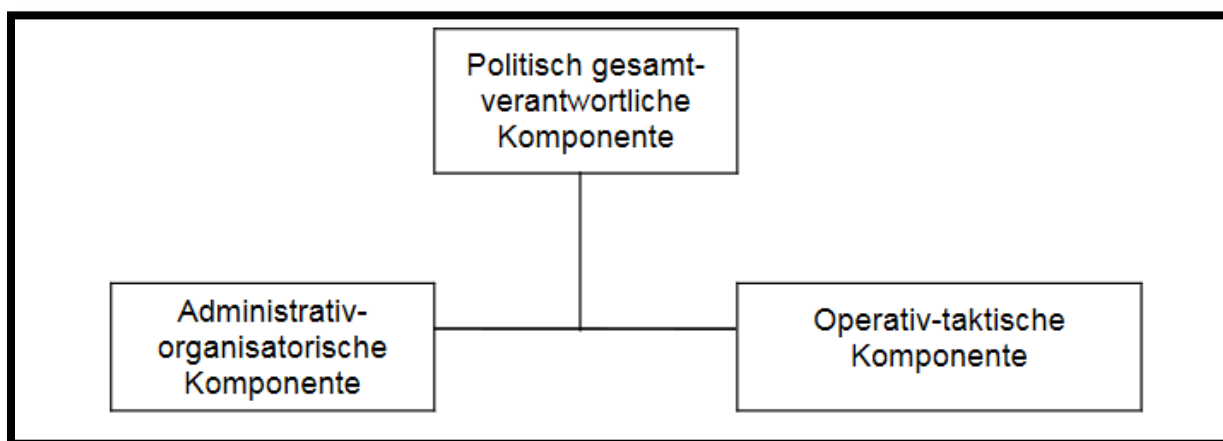 Politisch gesamt-
verantwortliche
Komponente
Administrativ-
organisatorische
Komponente
Operativ-taktische
Komponente